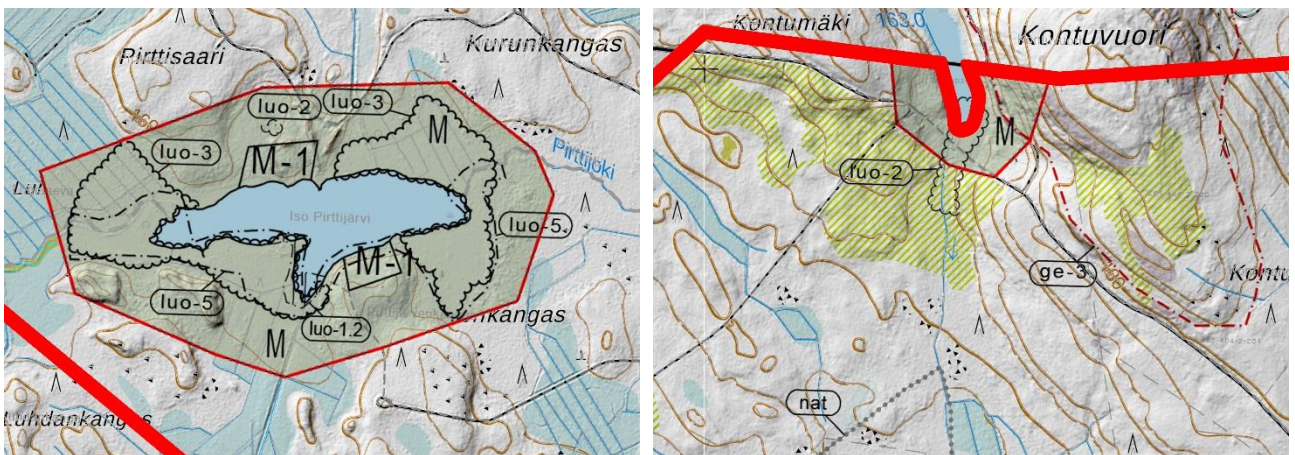 Pirttisaari
Kurunkangas
luo-2
luo-3
M
luo-3
M-1
Pirttijoki
Iso Pirttijärvi
luo-5
M-1
luo-5
luo-1.2
M
Luhdankangas
Kontumäki
163.0
Kontuvuori
M
luo-2
ge-3
nat